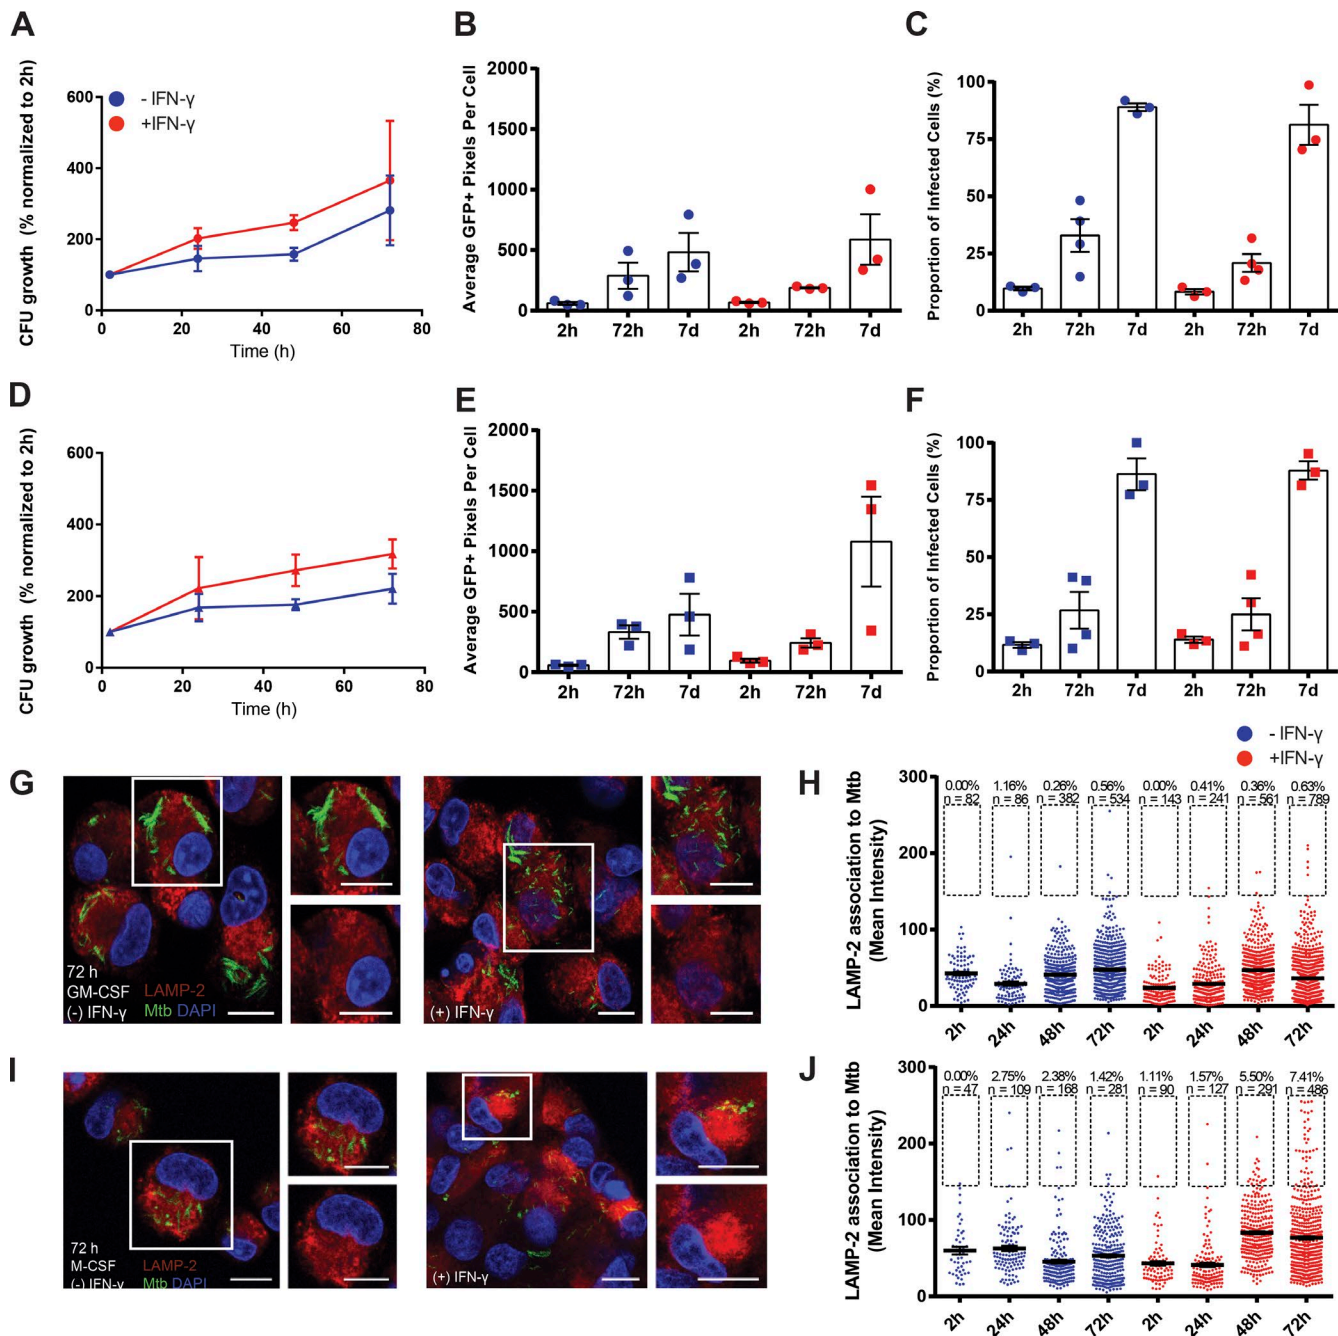 A
CFU growth (% normalized to 2h)
600
400
200
0
0 20 40 60 80
Time (h)
- IFN-γ
+IFN-γ
B
Average GFP+ Pixels Per Cell
2000
1500
1000
500
0
2h 72h 7d 2h 72h 7d
C
Proportion of Infected Cells (%)
100
75
50
25
0
2h 72h 7d 2h 72h 7d
D
CFU growth (% normalized to 2h)
600
400
200
0
0 20 40 60 80
Time (h)
E
Average GFP+ Pixels Per Cell
2000
1500
1000
500
0
2h 72h 7d 2h 72h 7d
F
Proportion of Infected Cells (%)
100
75
50
25
0
2h 72h 7d 2h 72h 7d
- IFN-γ
+IFN-γ
G
72 h
GM-CSF LAMP-2
(-) IFN-γ Mtb DAPI
(+) IFN-γ
H
LAMP-2 association to Mtb
(Mean Intensity)
300
200
100
0
0.00% 1.16% 0.26% 0.56% 0.00% 0.41% 0.36% 0.63%
n = 82 n = 86 n = 382 n = 534 n = 143 n = 241 n = 561 n = 789
2h 24h 48h 72h 2h 24h 48h 72h
I
72 h
M-CSF LAMP-2
(-) IFN-γ Mtb DAPI
(+) IFN-γ
J
LAMP-2 association to Mtb
(Mean Intensity)
300
200
100
0
0.00% 2.75% 2.38% 1.42% 1.11% 1.57% 5.50% 7.41%
n = 47 n = 109 n = 168 n = 281 n = 90 n = 127 n = 291 n = 486
2h 24h 48h 72h 2h 24h 48h 72h